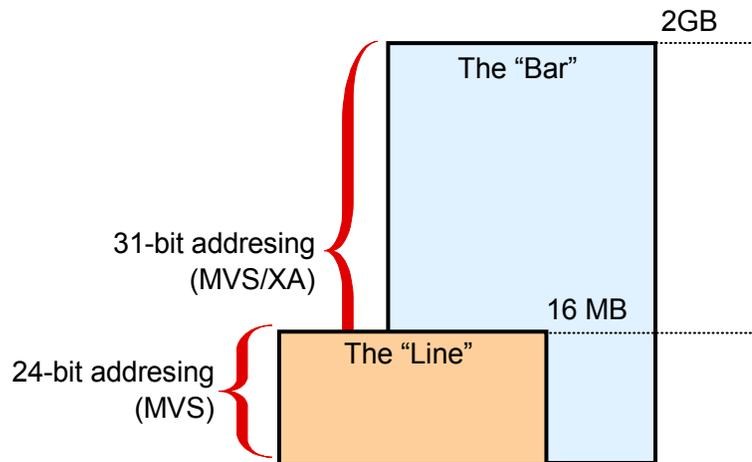 2GB
The “Bar”
31-bit addresing
(MVS/XA)
16 MB
The “Line”
24-bit addresing
(MVS)